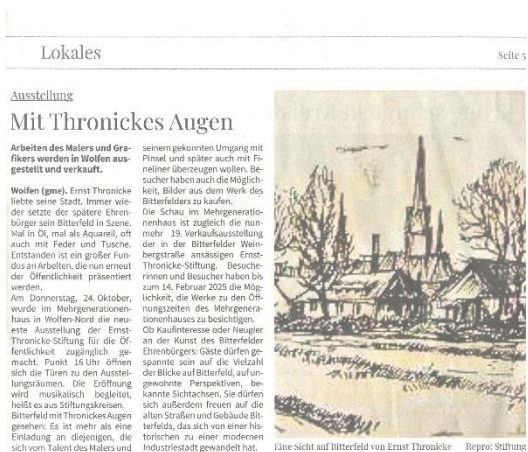 Lokales
Seite 5
Ausstellung
Mit Thronickes Augen
Arbeiten des Malers und Gra-
fikers werden in Wolfen aus-
gestellt und verkauft.
Wolfen (gme). Ernst Thronicke
liebte seine Stadt. Immer wie-
der setzte der spätere Ehren-
bürger sein Bitterfeld in Szene.
Mal in Öl, mal als Aquarell, oft
auch mit Feder und Tusche.
Entstanden ist ein großer Fun-
dus an Arbeiten, die nun erneut
der Öffentlichkeit präsentiert
werden.
Am Donnerstag, 24. Oktober,
wurde im Mehrgenerationen-
haus in Wolfen-Nord die neu-
este Ausstellung der Ernst-
Thronicke-Stiftung für die Öf-
fentlichkeit zugänglich ge-
macht. Punkt 16 Uhr öffnen
sich die Türen zu den Ausstel-
lungsräumen. Die Eröffnung
wird musikalisch begleitet,
heißt es aus Stiftungskreisen.
Bitterfeld mit Thronickes Augen
gesehen: Es ist mehr als eine
Einladung an diejenigen, die
sich vom Talent des Malers und
seinem gekonnten Umgang mit
Pinsel und später auch mit Fi-
neliner überzeugen wollen. Be-
sucher haben auch die Möglich-
keit, Bilder aus dem Werk des
Bitterfelders zu kaufen.
Die Schau im Mehrgeneratio-
nenhaus ist zugleich die nun-
mehr 19. Verkaufsausstellung
der in der Bitterfelder Wein-
bergstraße ansässigen Ernst-
Thronicke-Stiftung. Besuche-
rinnen und Besucher haben bis
zum 14. Februar 2025 die Mög-
lichkeit, die Werke zu den Öff-
nungszeiten des Mehrgenera-
tionenhauses zu besichtigen.
Ob Kaufinteresse oder Neugier
an der Kunst des Bitterfelder
Ehrenbürgers: Gäste dürfen ge-
spannte sein auf die Vielzahl
der Blicke auf Bitterfeld, auf un-
gewohnte Perspektiven, be-
kannte Sichtachsen. Sie dürfen
sich außerdem freuen auf die
alten Straßen und Gebäude Bit-
terfelds, das sich von einer his-
torischen zu einer modernen
Industriestadt gewandelt hat.
Eine Sicht auf Bitterfeld von Ernst Thronicke
Repro: Stiftung